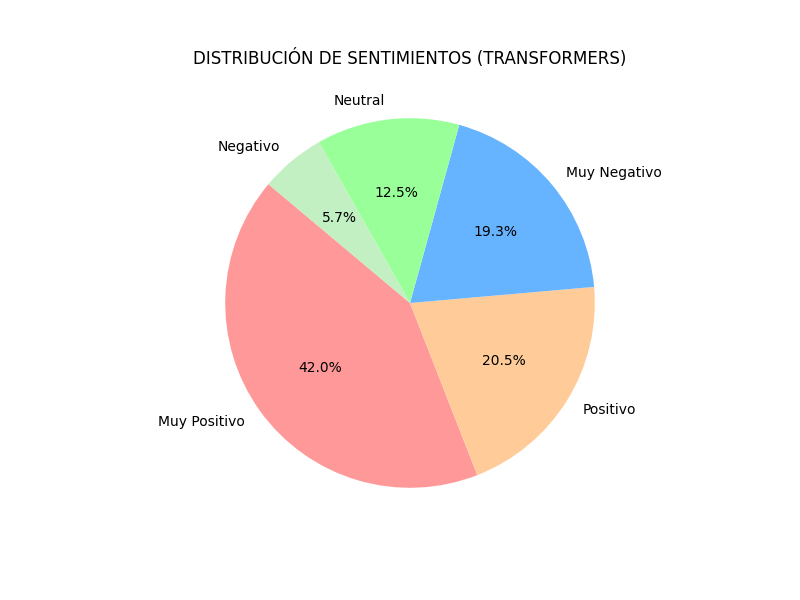 DISTRIBUCIÓN DE SENTIMIENTOS (TRANSFORMERS)
Neutral
Negativo
Muy Negativo
12.5%
5.7%
19.3%
42.0%
20.5%
Muy Positivo
Positivo